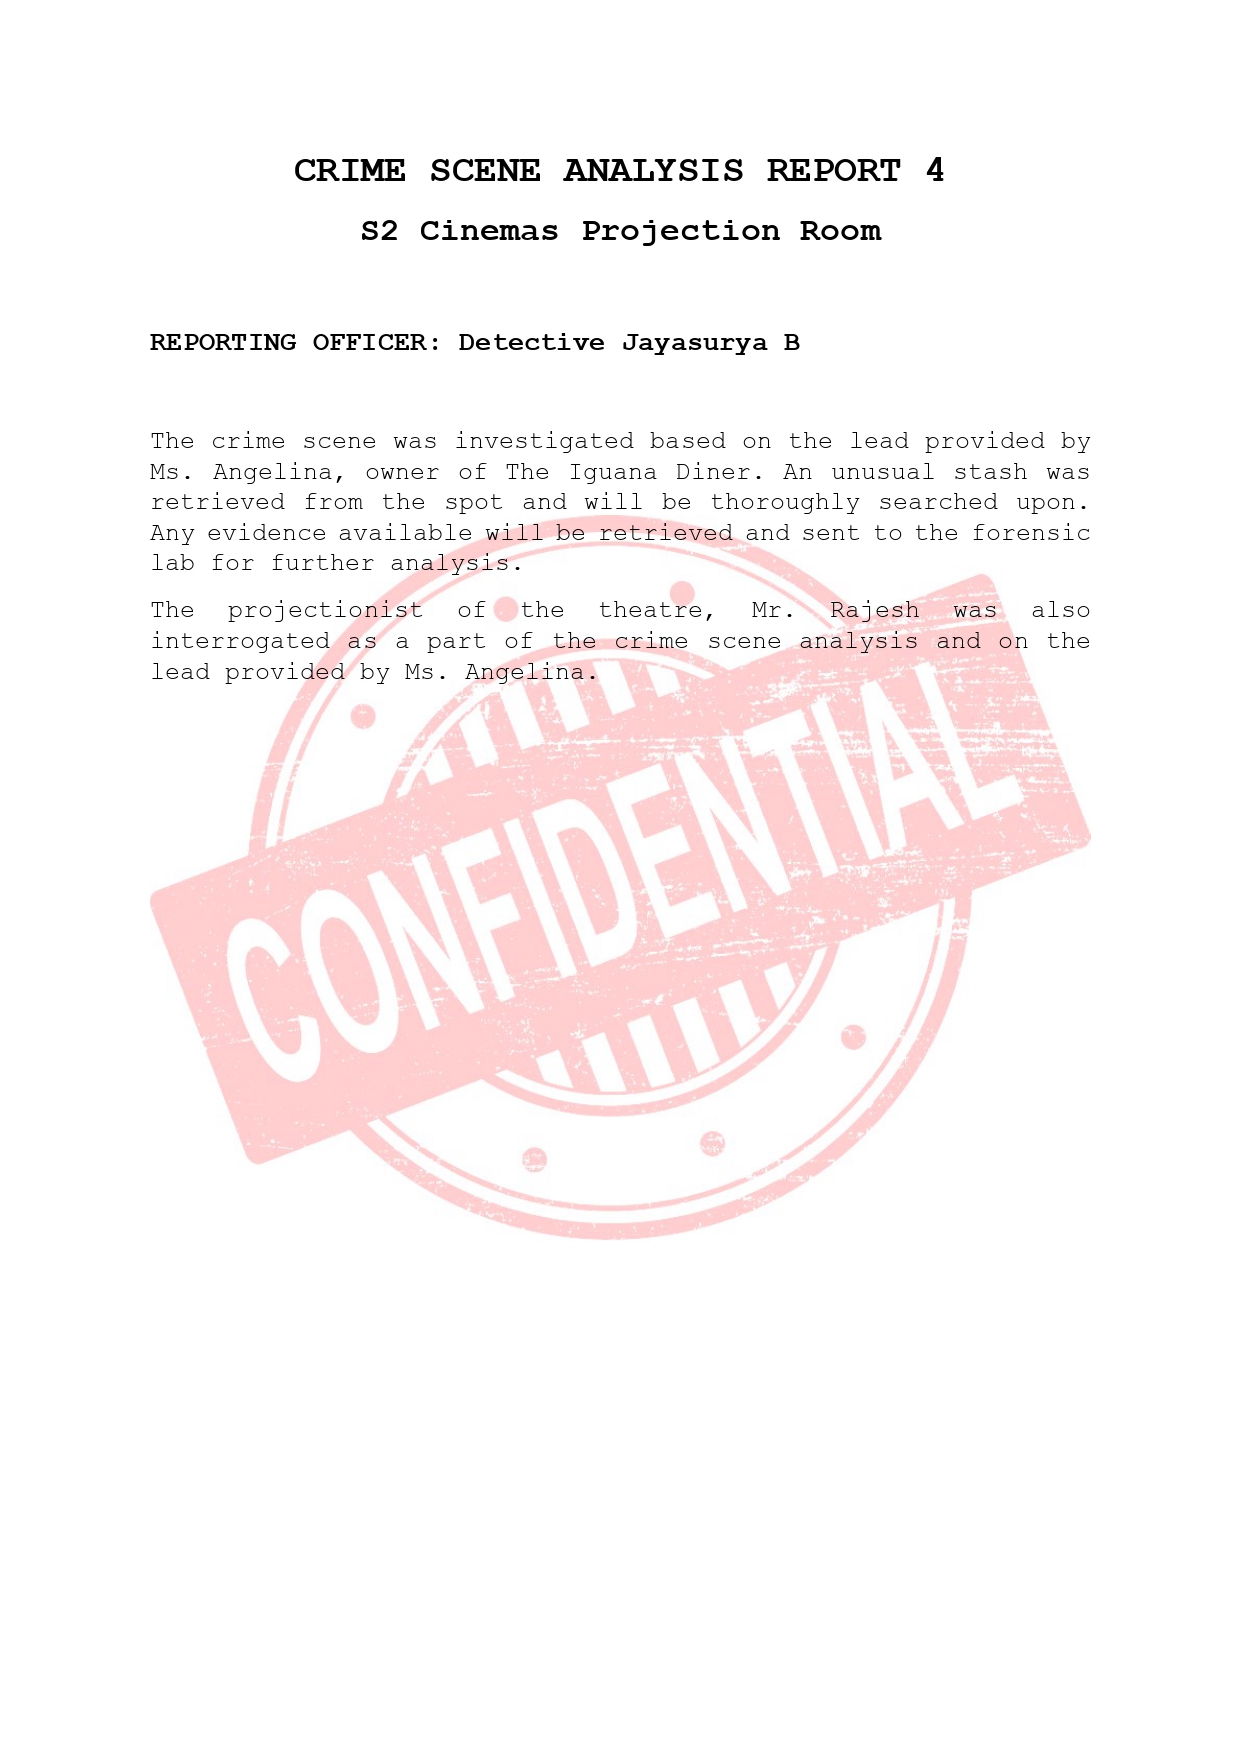 CRIME SCENE ANALYSIS REPORT 4
S2 Cinemas Projection Room
REPORTING OFFICER: Detective Jayasurya B
The crime scene was investigated based on the lead provided by
Ms. Angelina, owner of The Iguana Diner. An unusual stash was
retrieved from the spot and will be thoroughly searched upon.
Any evidence available will be retrieved and sent to the forensic
lab for further analysis.
The projectionist of the theatre, Mr. Rajesh was also
interrogated as a part of the crime scene analysis and on the
lead provided by Ms. Angelina.
CONFIDENTIAL